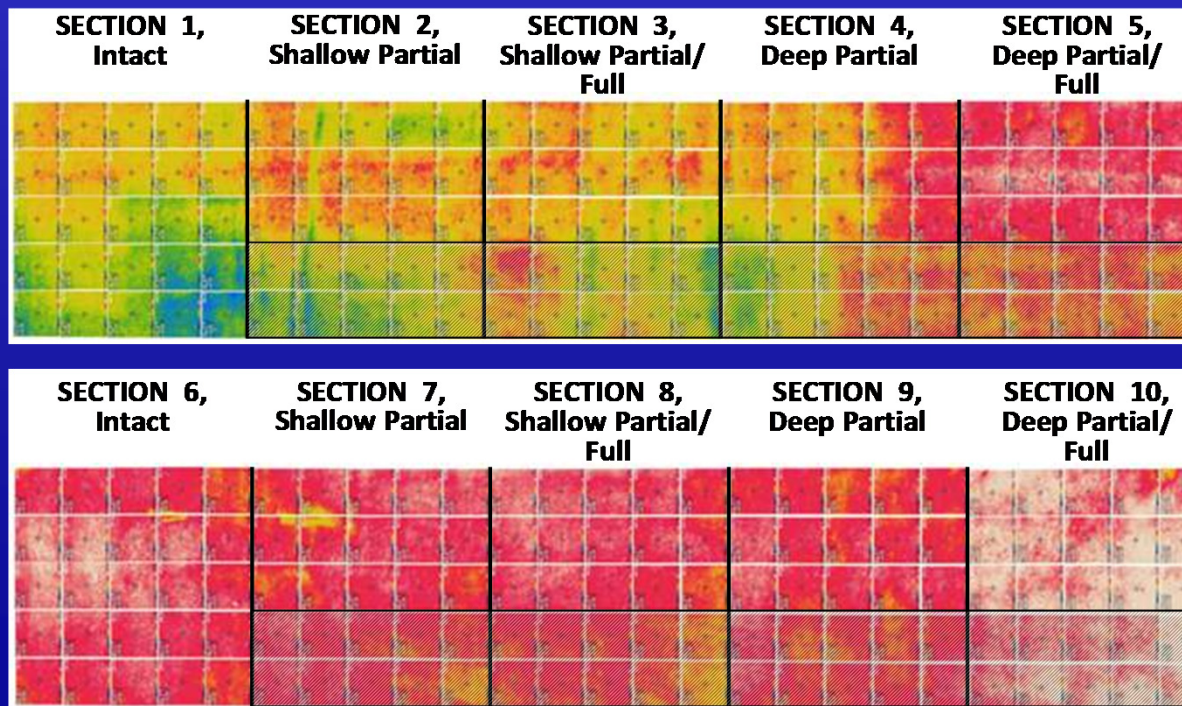 SECTION 1,
Intact
SECTION 2,
Shallow Partial
SECTION 3,
Shallow Partial/
Full
SECTION 4,
Deep Partial
SECTION 5,
Deep Partial/
Full
SECTION 6,
Intact
SECTION 7,
Shallow Partial
SECTION 8,
Shallow Partial/
Full
SECTION 9,
Deep Partial
SECTION 10,
Deep Partial/
Full